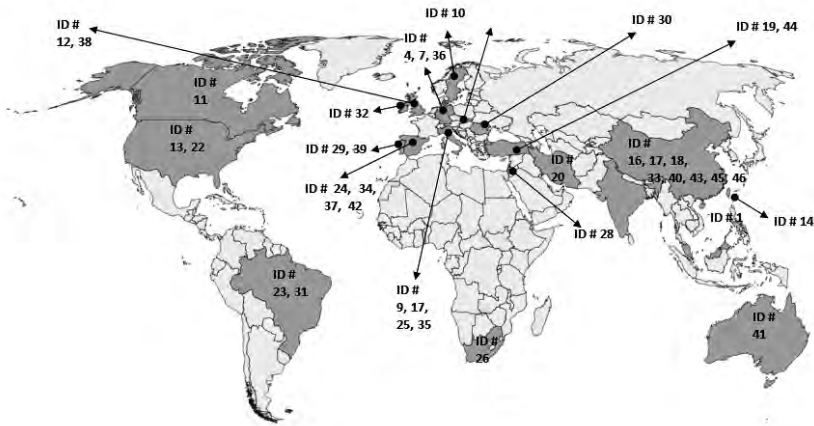 ID #
12, 38
ID # 10
ID #
4, 7, 36
ID # 30
ID # 19, 44
ID #
11
ID # 32
ID #
13, 22
ID # 29, 39
ID # 24, 34,
37, 42
ID #
20
ID #
16, 17, 18,
33, 40, 43, 45, 46
ID # 1
ID # 14
ID # 28
ID #
23, 31
ID #
9, 17,
25, 35
ID #
26
ID #
41